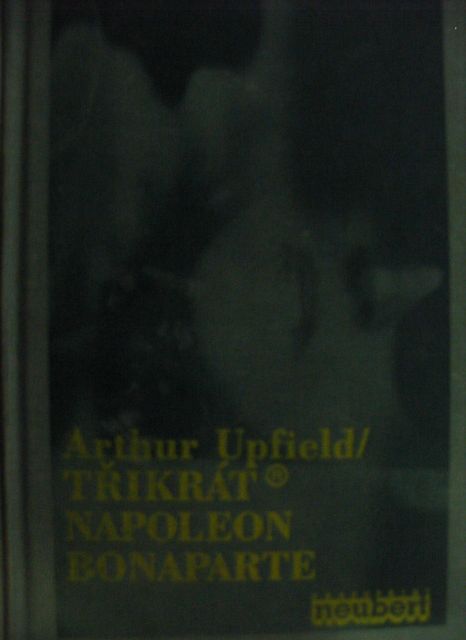 Arthur Upfield/
TŘIKRÁT ®
NAPOLEON
BONAPARTE
neubert